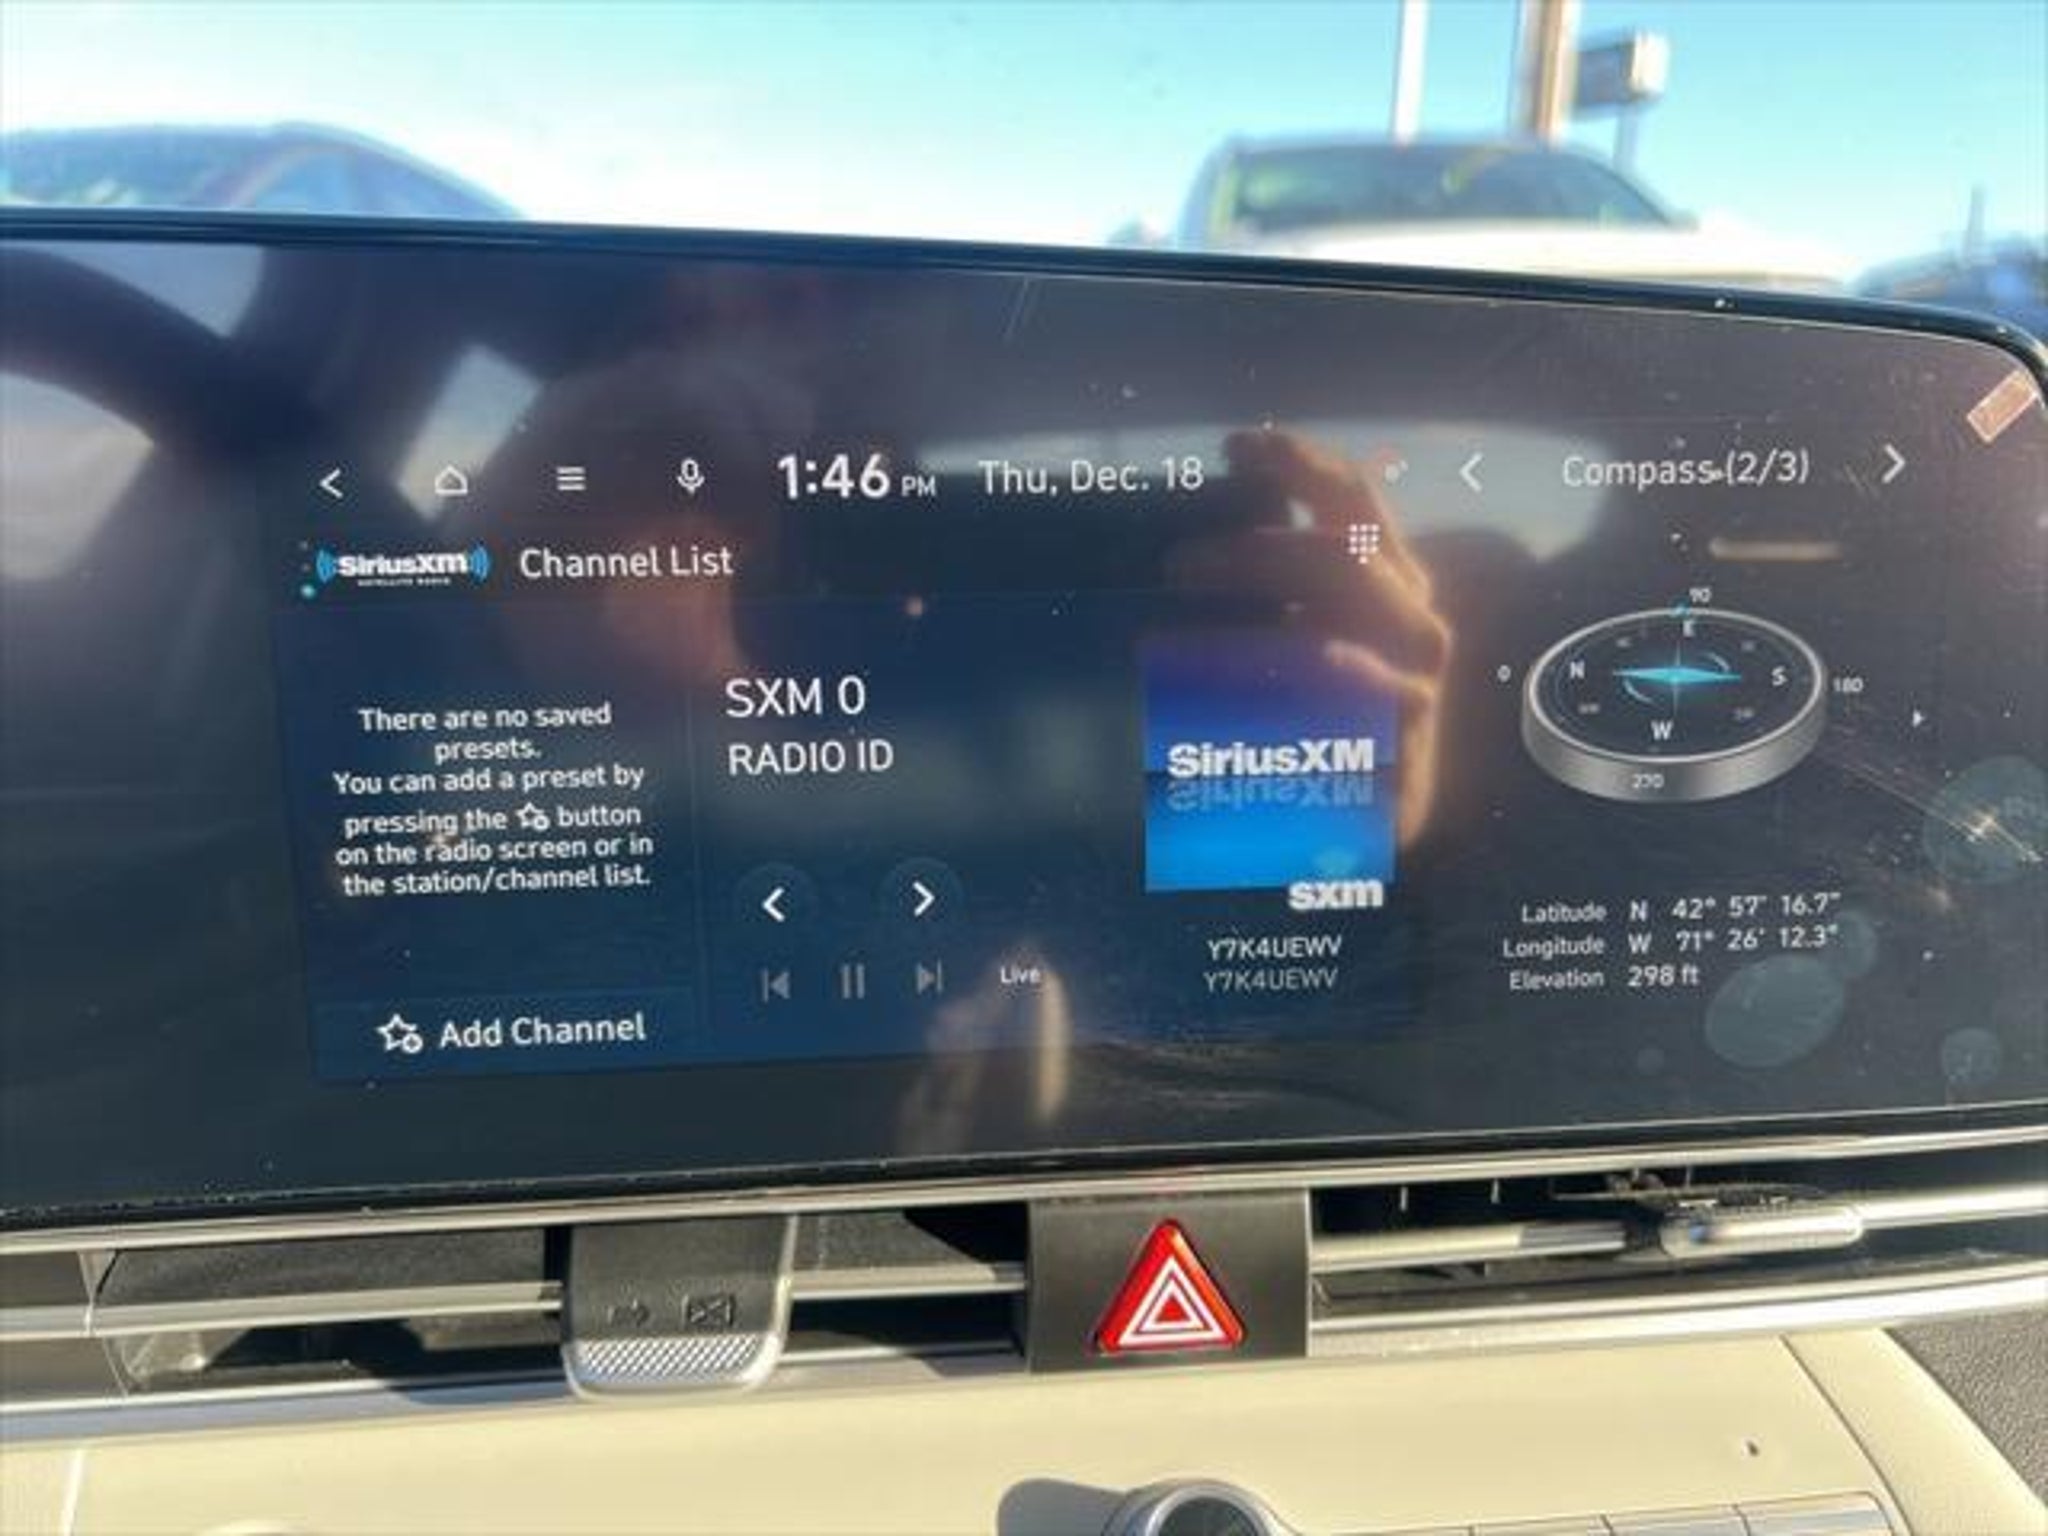 1:46 PM Thu, Dec. 18
Compass (2/3)
SiriusXM
SATELLITE RADIO
Channel List
There are no saved
presets.
You can add a preset by
pressing the button
on the radio screen or in
the station/channel list.
Add Channel
SXM 0
RADIO ID
Live
SiriusXM
sxm
Y7K4UEWV
Y7K4UEWV
90
E
0
N
S
180
W
270
Latitude N 42° 57' 16.7"
Longitude W 71° 26' 12.3"
Elevation 298 ft